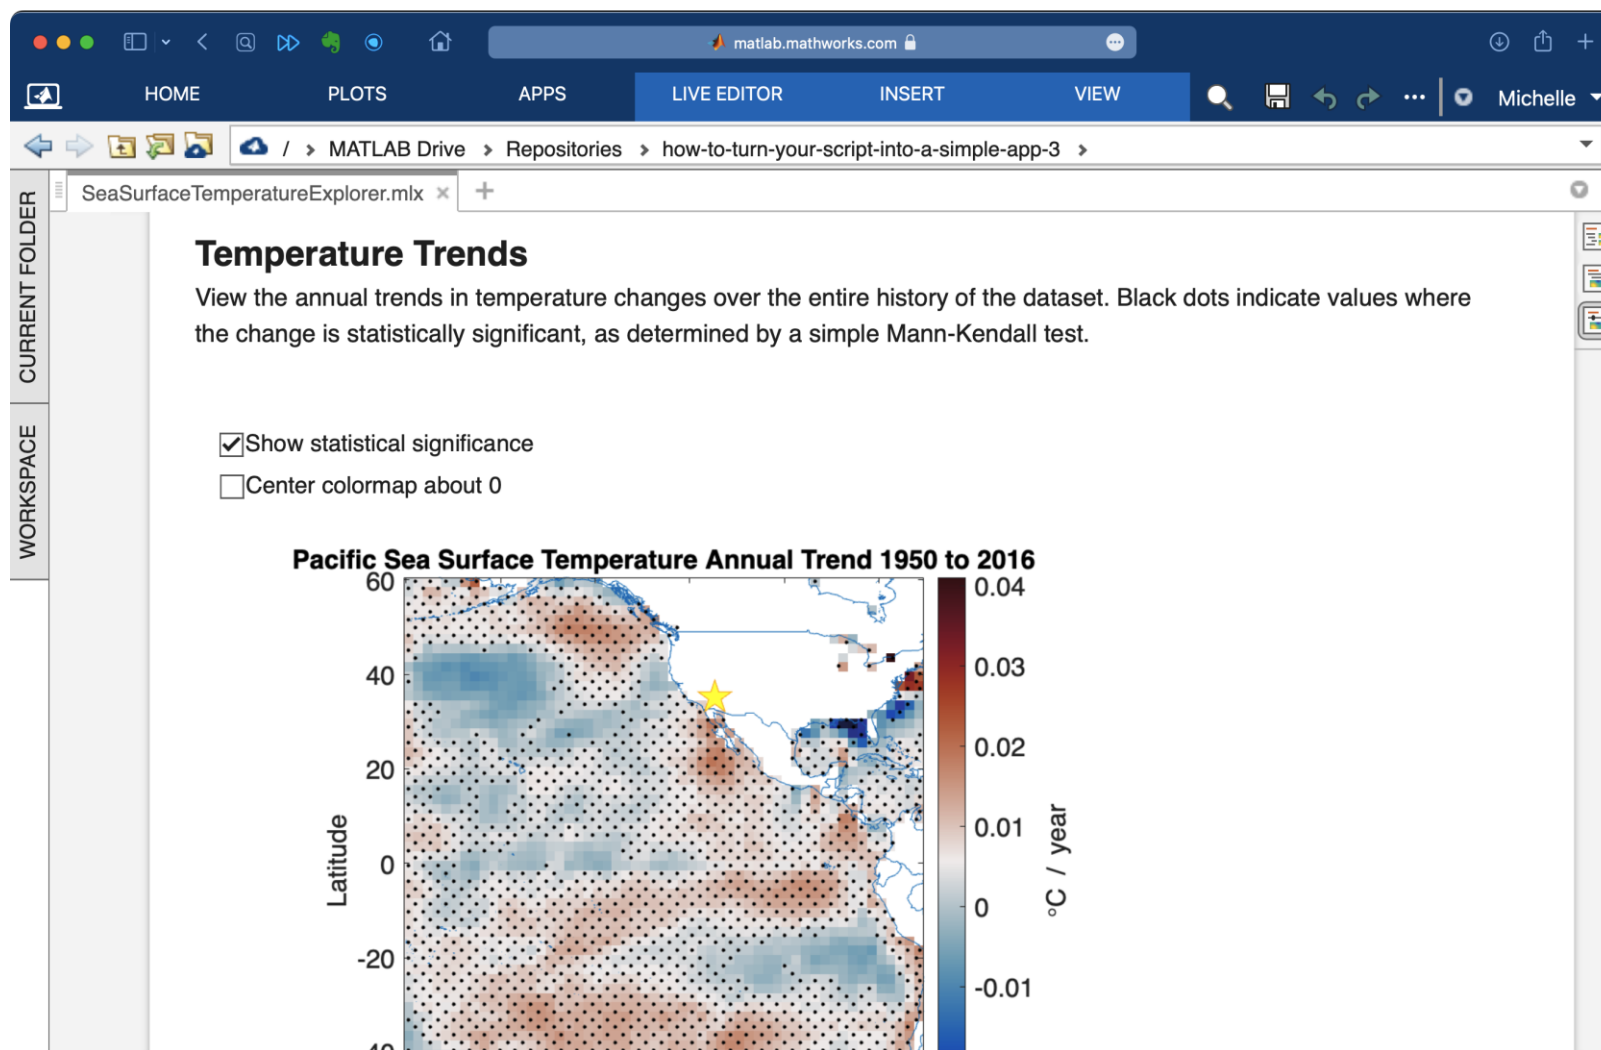 matlab.mathworks.com
HOME PLOTS APPS LIVE EDITOR INSERT VIEW Michelle
/ > MATLAB Drive > Repositories > how-to-turn-your-script-into-a-simple-app-3 >
SeaSurfaceTemperatureExplorer.mlx × +
CURRENT FOLDER
WORKSPACE
Temperature Trends
View the annual trends in temperature changes over the entire history of the dataset. Black dots indicate values where
the change is statistically significant, as determined by a simple Mann-Kendall test.
Show statistical significance
Center colormap about 0
Pacific Sea Surface Temperature Annual Trend 1950 to 2016
60
40
20
0
-20
Latitude
0.04
0.03
0.02
0.01
0
-0.01
°C / year